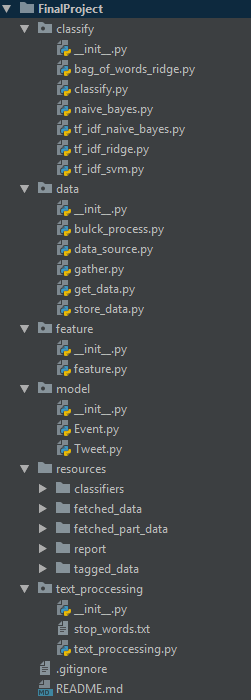 FinalProject
classify
__init__.py
bag_of_words_ridge.py
classify.py
naive_bayes.py
tf_idf_naive_bayes.py
tf_idf_ridge.py
tf_idf_svm.py
data
__init__.py
bulck_process.py
data_source.py
gather.py
get_data.py
store_data.py
feature
__init__.py
feature.py
model
__init__.py
Event.py
Tweet.py
resources
classifiers
fetched_data
fetched_part_data
report
tagged_data
text_proccessing
__init__.py
stop_words.txt
text_proccessing.py
.gitignore
README.md